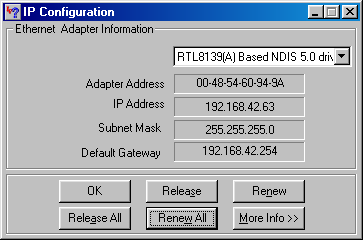 IP Configuration
Ethernet Adapter Information
RTL8139(A) Based NDIS 5.0 driv
Adapter Address 00-48-54-60-94-9A
IP Address 192.168.42.63
Subnet Mask 255.255.255.0
Default Gateway 192.168.42.254
OK Release Renew
Release All Renew All More Info >>